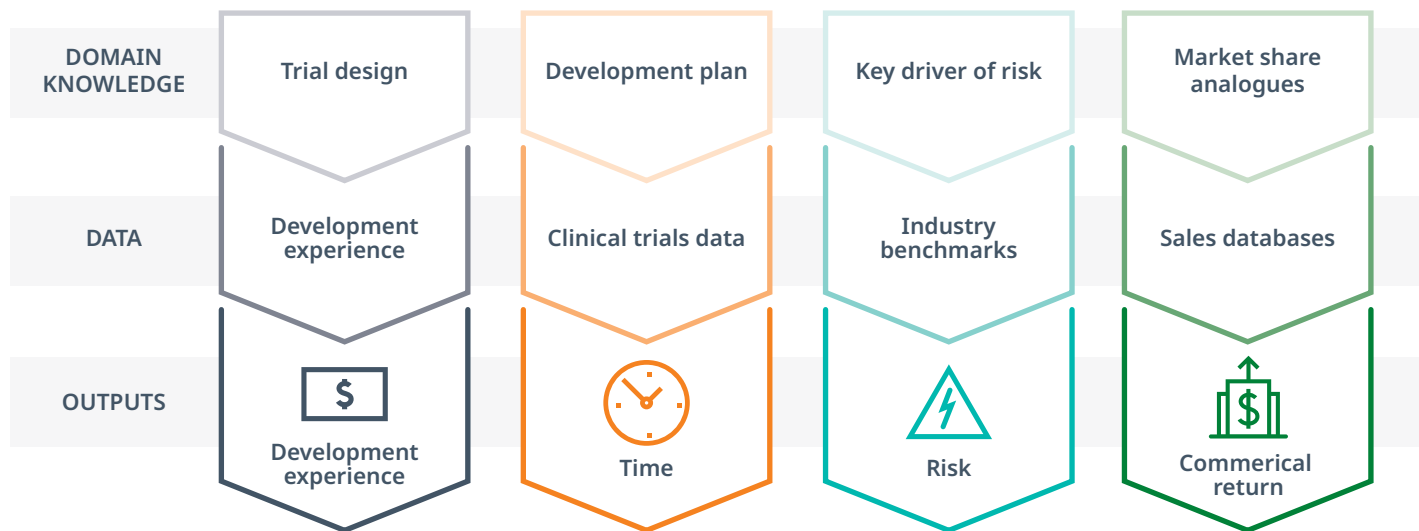 DOMAIN
KNOWLEDGE
Trial design
Development plan
Key driver of risk
Market share
analogues
DATA
Development
experience
Clinical trials data
Industry
benchmarks
Sales databases
OUTPUTS
$
Development
experience
Time
Risk
$
Commerical
return